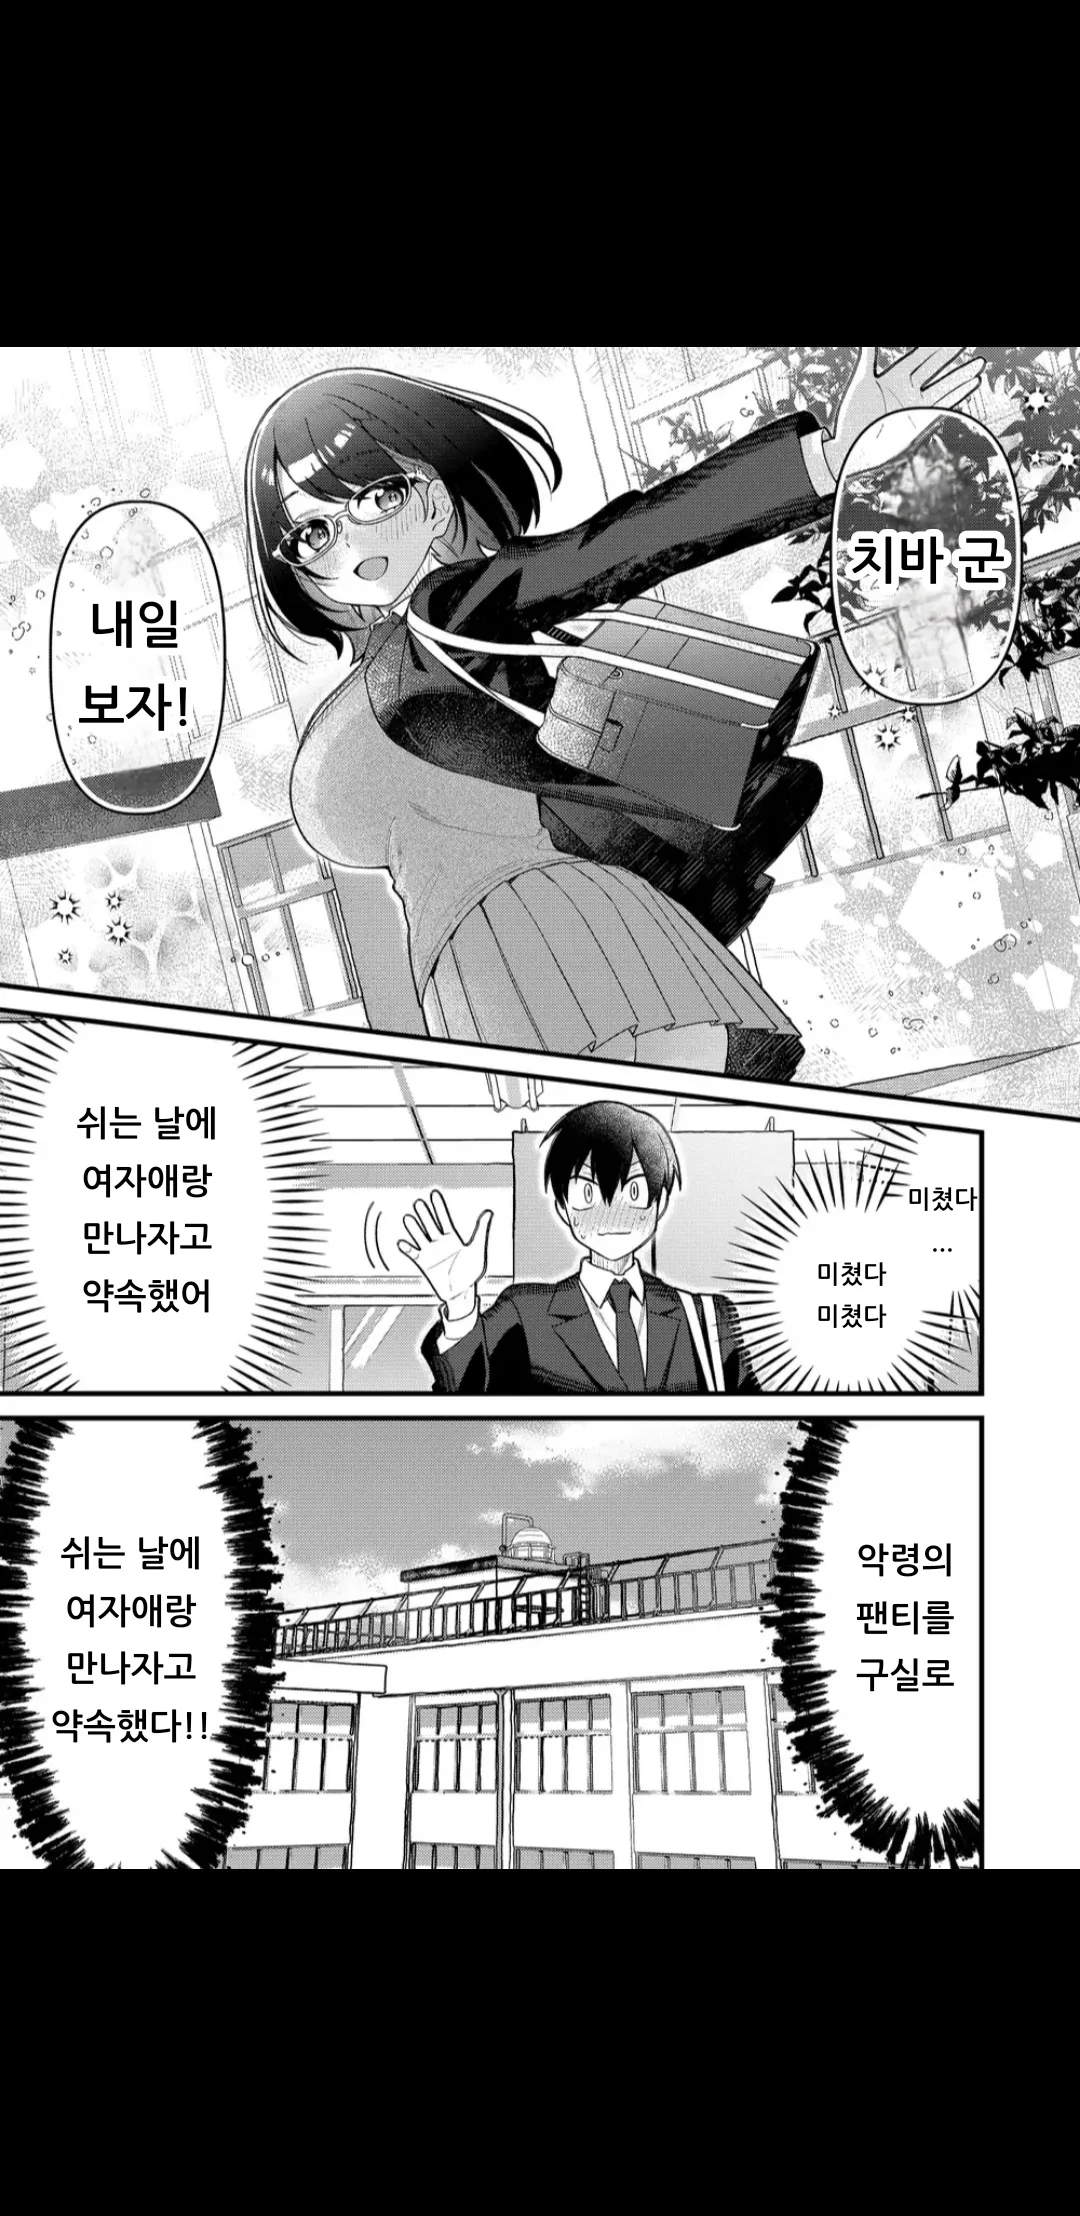 치바 군
내일
보자!
미쳤다
...
미쳤다
미쳤다
쉬는 날에
여자애랑
만나자고
약속했어
악령의
팬티를
구실로
쉬는 날에
여자애랑
만나자고
약속했다!!